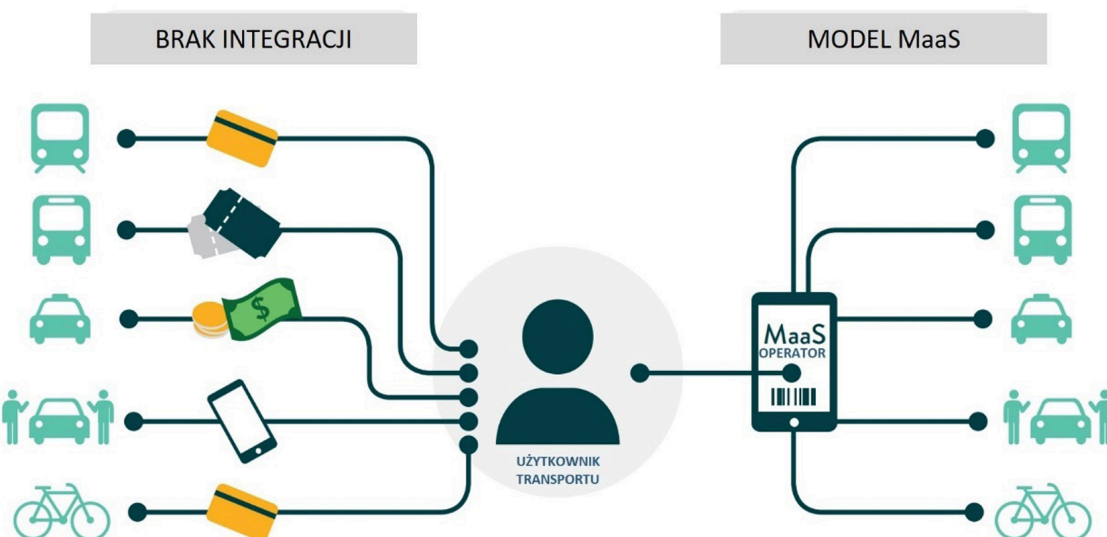 BRAK INTEGRACJI
MODEL MaaS
$
MaaS
OPERATOR
UŻYTKOWNIK
TRANSPORTU